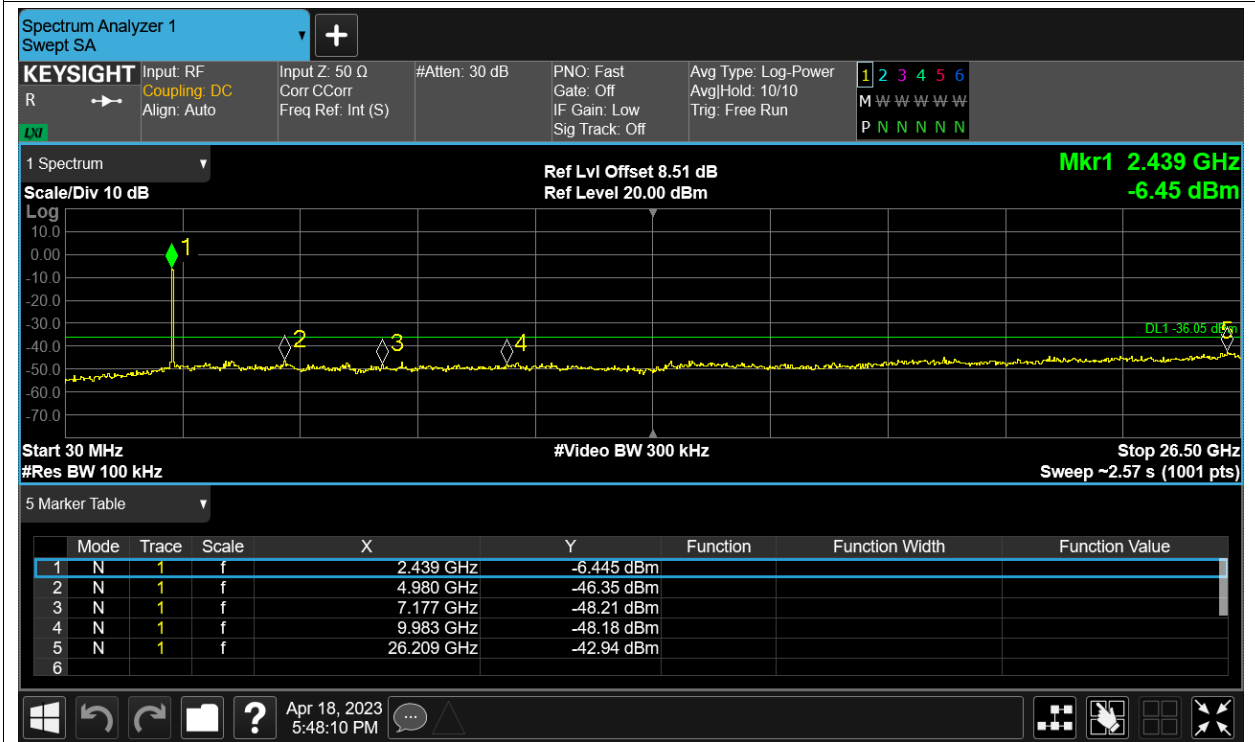 Spectrum Analyzer 1
Swept SA
+
KEYSIGHT
R
LXI
Input: RF
Coupling: DC
Align: Auto
Input Z: 50 Ω
Corr CCorr
Freq Ref: Int (S)
#Atten: 30 dB
PNO: Fast
Gate: Off
IF Gain: Low
Sig Track: Off
Avg Type: Log-Power
Avg|Hold: 10/10
Trig: Free Run
1 2 3 4 5 6
M W W W W W
P N N N N N
1 Spectrum
Scale/Div 10 dB
Ref Lvl Offset 8.51 dB
Ref Level 20.00 dBm
Mkr1 2.439 GHz
-6.45 dBm
Log
10.0
0.00
-10.0
-20.0
-30.0
-40.0
-50.0
-60.0
-70.0
1
2
3
4
5
DL1 -36.05 dBm
Start 30 MHz
#Res BW 100 kHz
#Video BW 300 kHz
Stop 26.50 GHz
Sweep ~2.57 s (1001 pts)
5 Marker Table
Mode Trace Scale X Y Function Function Width Function Value
1 N 1 f 2.439 GHz -6.445 dBm
2 N 1 f 4.980 GHz -46.35 dBm
3 N 1 f 7.177 GHz -48.21 dBm
4 N 1 f 9.983 GHz -48.18 dBm
5 N 1 f 26.209 GHz -42.94 dBm
6
?
Apr 18, 2023
5:48:10 PM